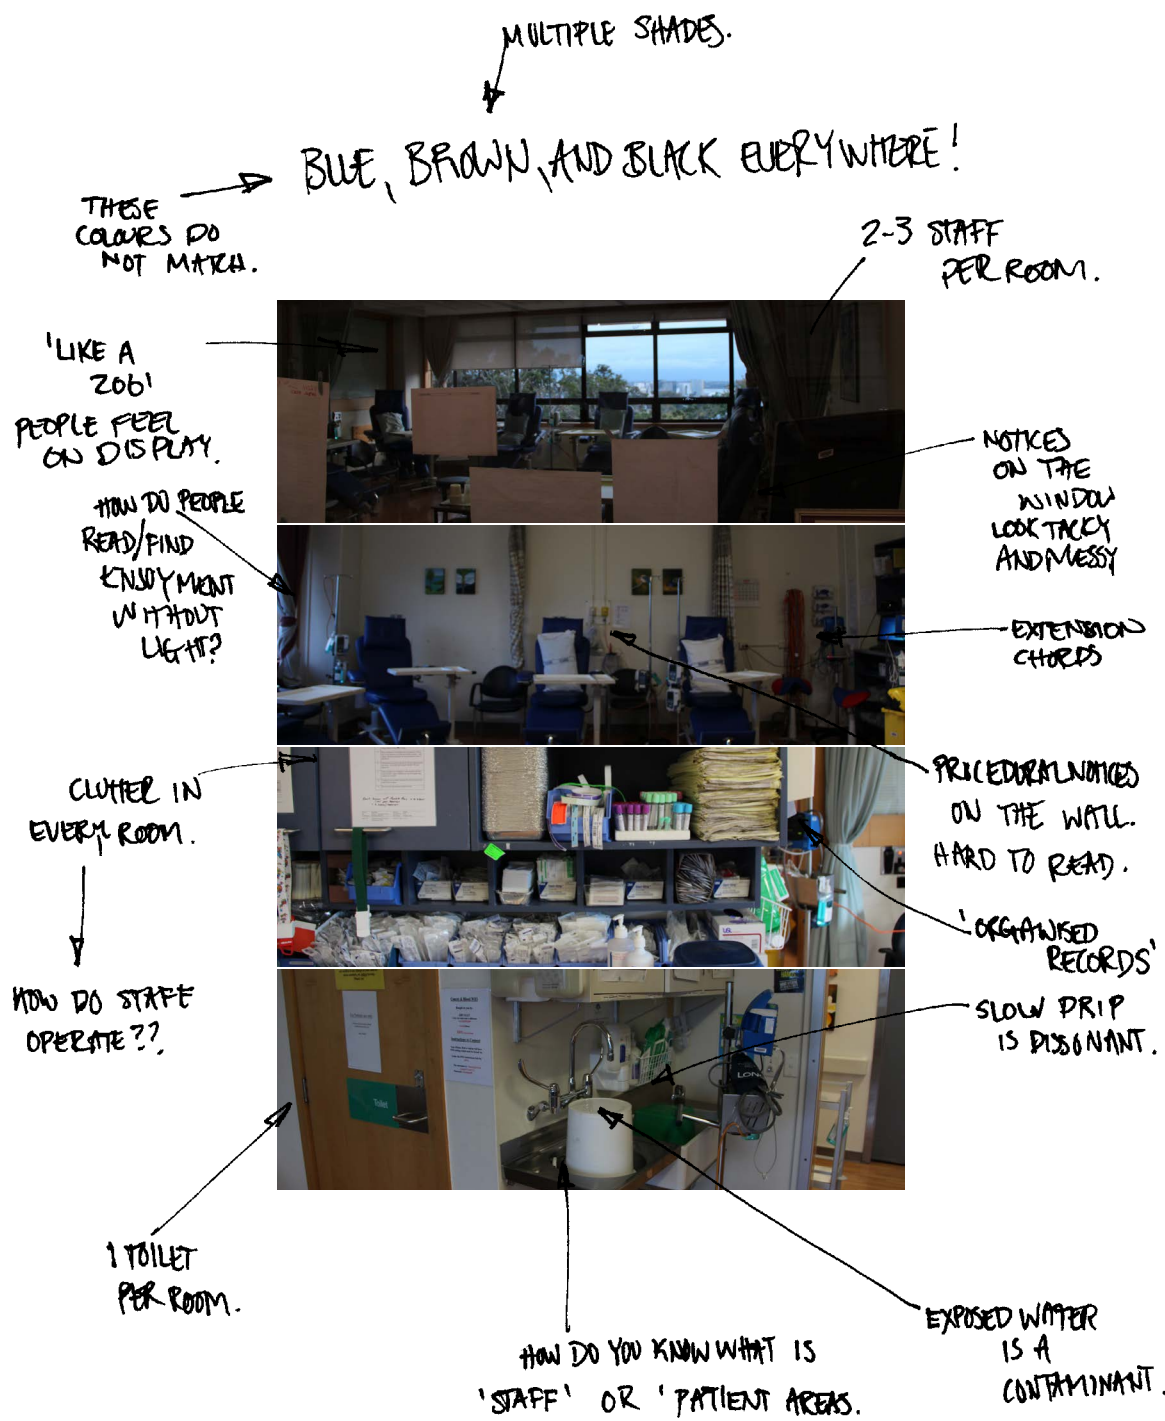 MULTIPLE SHADES.
BLUE, BROWN, AND BLACK EVERYWHERE!
THESE
COLOURS DO
NOT MATCH.
2-3 STAFF
PER ROOM.
'LIKE A
ZOO'
PEOPLE FEEL
ON DISPLAY.
NOTICES
ON THE
WINDOW
LOOK TACKY
AND MESSY
HOW DO PEOPLE
READ/FIND
ENJOYMENT
WITHOUT
LIGHT?
EXTENSION
CHORDS
CLUTTER IN
EVERY ROOM.
PROCEDURAL NOTICES
ON THE WALL.
HARD TO READ.
'ORGANISED
RECORDS'
HOW DO STAFF
OPERATE??
SLOW DRIP
IS DISSONANT.
Toilet
1 TOILET
PER ROOM.
EXPOSED WATER
IS A
CONTAMINANT.
HOW DO YOU KNOW WHAT IS
'STAFF' OR 'PATIENT AREAS.